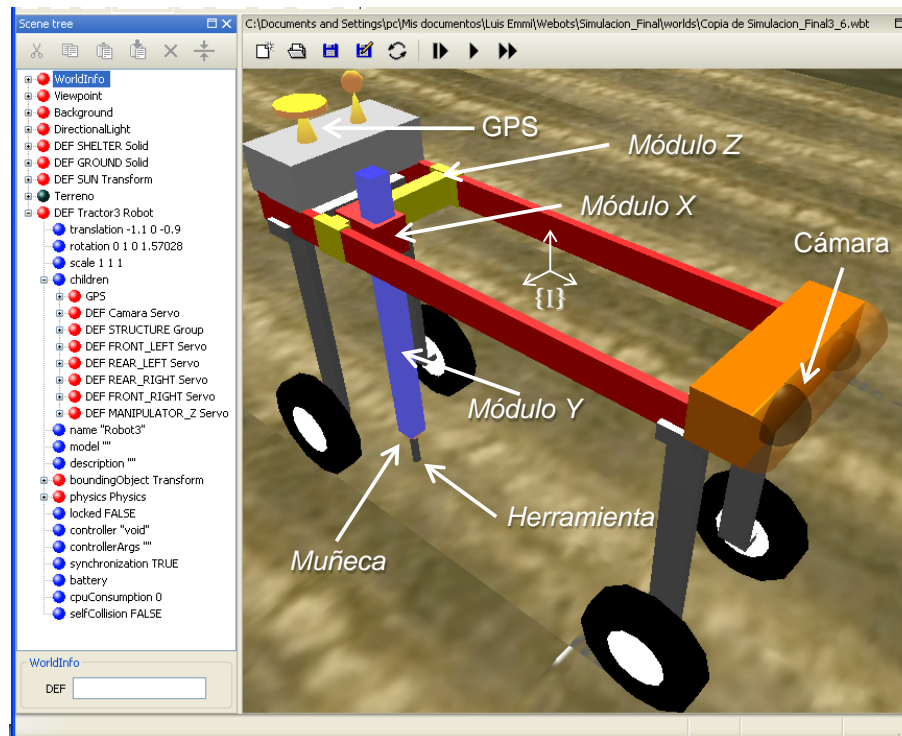 Scene tree
C:\Documents and Settings\pc\Mis documentos\Luis Emmi\Webots\Simulacion_Final\worlds\Copia de Simulacion_Final3_6.wbt
WorldInfo
Viewpoint
Background
DirectionalLight
DEF SHELTER Solid
DEF GROUND Solid
DEF SUN Transform
Terreno
DEF Tractor3 Robot
translation -1.1 0 -0.9
rotation 0 1 0 1.57028
scale 1 1 1
children
GPS
DEF Camara Servo
DEF STRUCTURE Group
DEF FRONT_LEFT Servo
DEF REAR_LEFT Servo
DEF REAR_RIGHT Servo
DEF FRONT_RIGHT Servo
DEF MANIPULATOR_Z Servo
name "Robot3"
model ""
description ""
boundingObject Transform
physics Physics
locked FALSE
controller "void"
controllerArgs ""
synchronization TRUE
battery
cpuConsumption 0
selfCollision FALSE
WorldInfo
DEF
GPS
Módulo Z
Módulo X
Cámara
{I}
Módulo Y
Herramienta
Muñeca